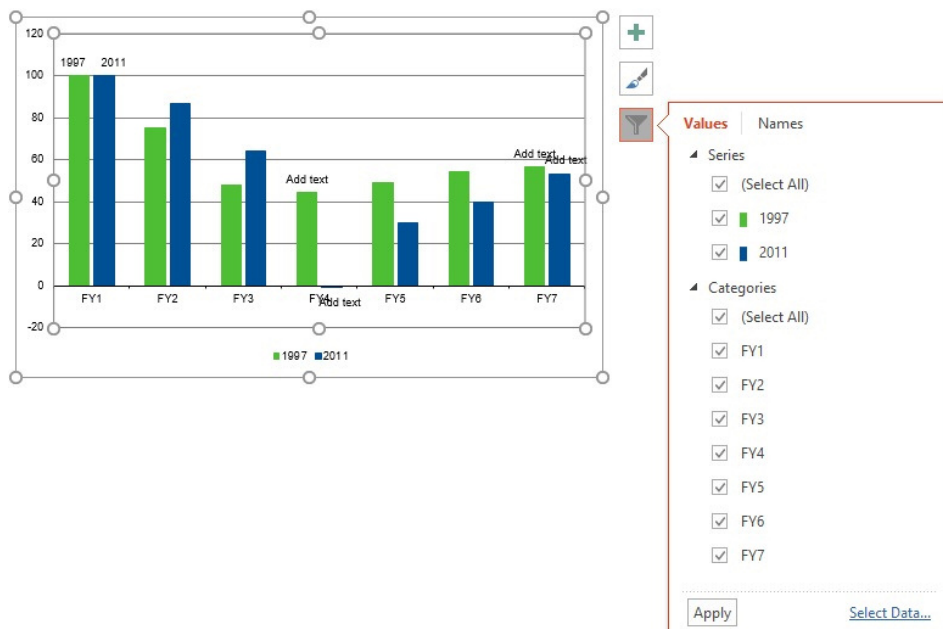 120
1997 2011
100
80
60
Add text
Add text
Add text
40
20
0
FY1 FY2 FY3 FY4 FY5 FY6 FY7
Add text
-20
1997 2011
Values Names
Series
(Select All)
1997
2011
Categories
(Select All)
FY1
FY2
FY3
FY4
FY5
FY6
FY7
Apply Select Data...